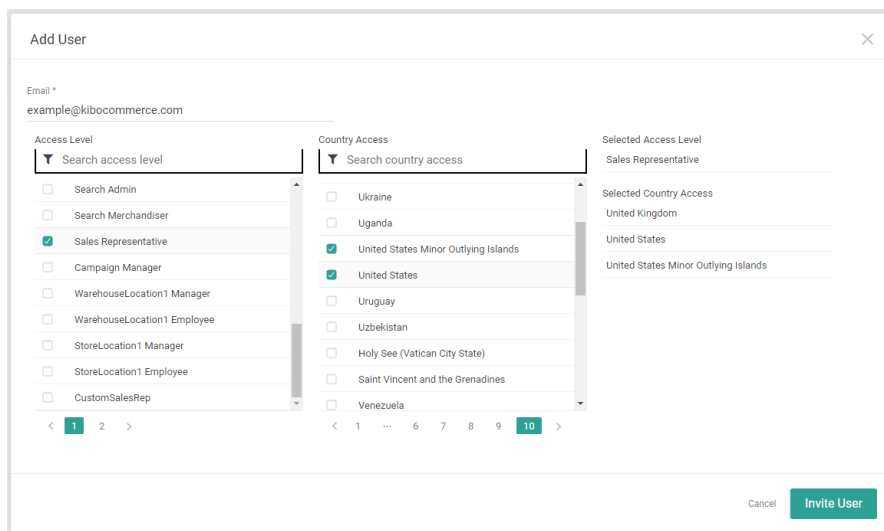 Add User
Email *
example@kibocommerce.com
Access Level
Search access level
Search Admin
Search Merchandiser
Sales Representative
Campaign Manager
WarehouseLocation1 Manager
WarehouseLocation1 Employee
StoreLocation1 Manager
StoreLocation1 Employee
CustomSalesRep
1 2
Country Access
Search country access
Ukraine
Uganda
United States Minor Outlying Islands
United States
Uruguay
Uzbekistan
Holy See (Vatican City State)
Saint Vincent and the Grenadines
Venezuela
1 ... 6 7 8 9 10
Selected Access Level
Sales Representative
Selected Country Access
United Kingdom
United States
United States Minor Outlying Islands
Cancel
Invite User